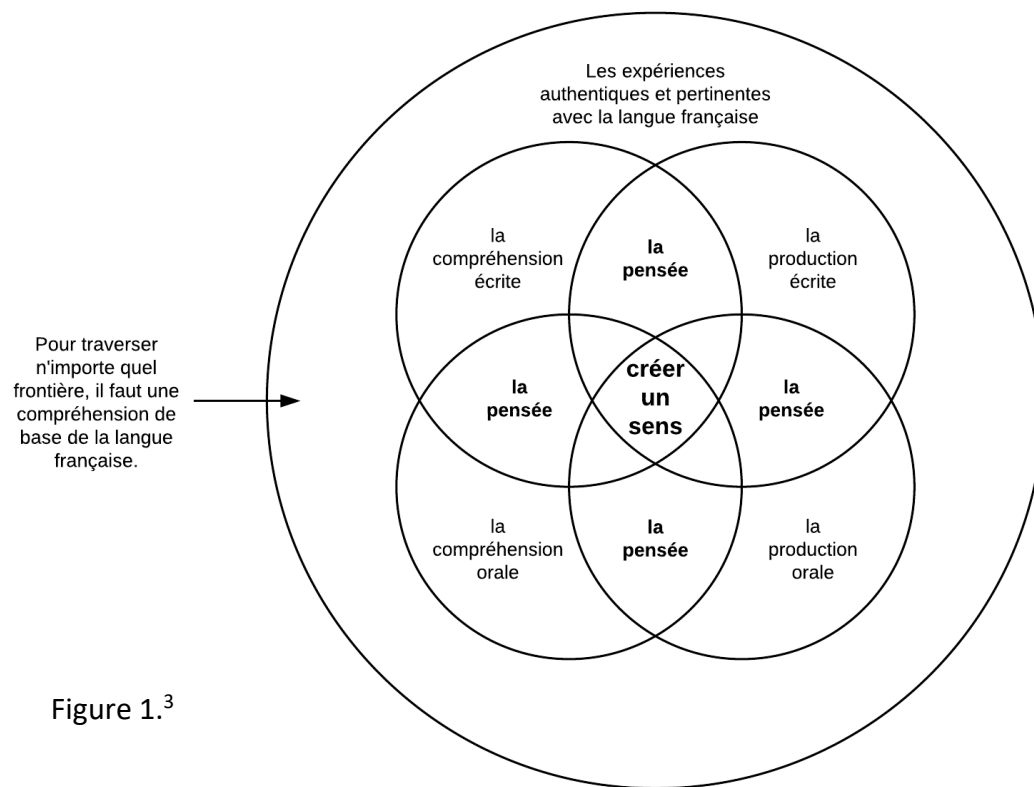 Les expériences
authentiques et pertinentes
avec la langue française
la
compréhension
écrite
la
pensée
la
production
écrite
Pour traverser
n'importe quel
frontière, il faut une
compréhension de
base de la langue
française.
la
pensée
créer
un
sens
la
pensée
la
compréhension
orale
la
pensée
la
production
orale
Figure 1.³